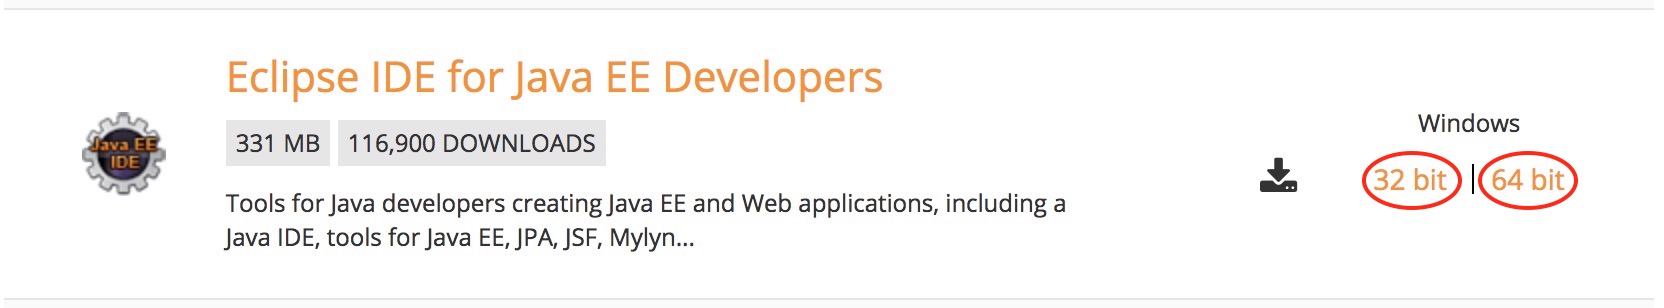 Eclipse IDE for Java EE Developers
331 MB 116,900 DOWNLOADS
Java EE
IDE
Tools for Java developers creating Java EE and Web applications, including a
Java IDE, tools for Java EE, JPA, JSF, Mylyn...
Windows
32 bit | 64 bit